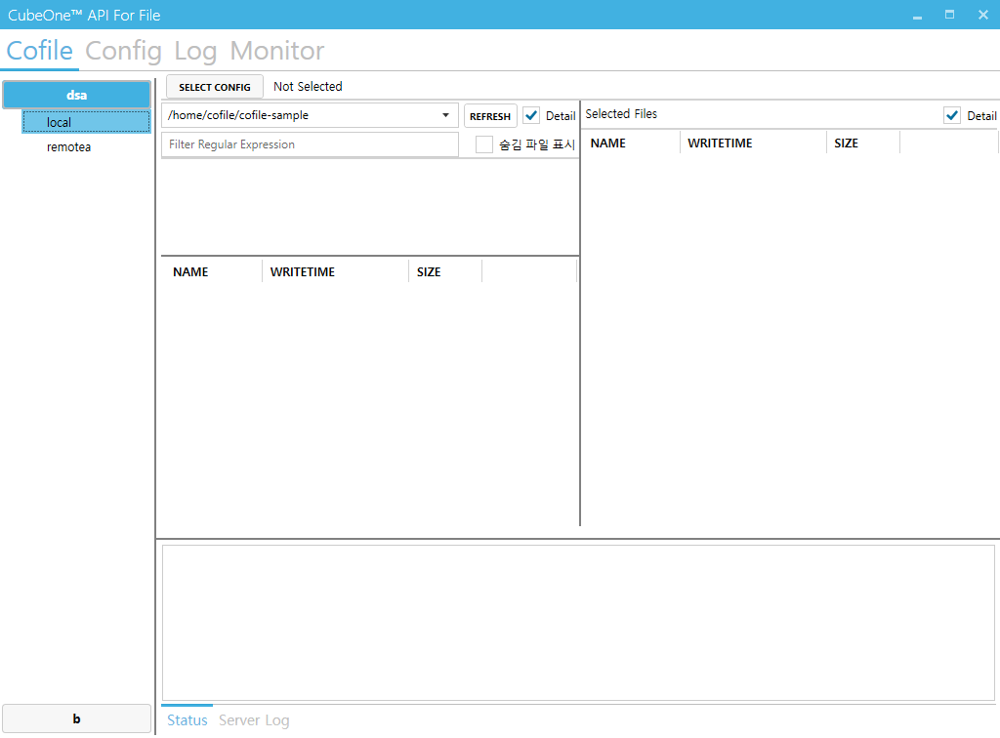 CubeOne™ API For File
Cofile Config Log Monitor
dsa
local
remotea
b
SELECT CONFIG Not Selected
/home/cofile/cofile-sample REFRESH Detail
Filter Regular Expression 숨김 파일 표시
NAME WRITETIME SIZE
Selected Files Detail
NAME WRITETIME SIZE
Status Server Log